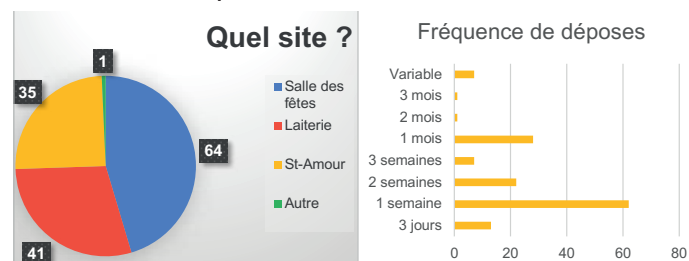 Quel site ?
1
35
64
41
Salle des
fêtes
Laiterie
St-Amour
Autre
Fréquence de déposes
Variable
3 mois
2 mois
1 mois
3 semaines
2 semaines
1 semaine
3 jours
0 20 40 60 80